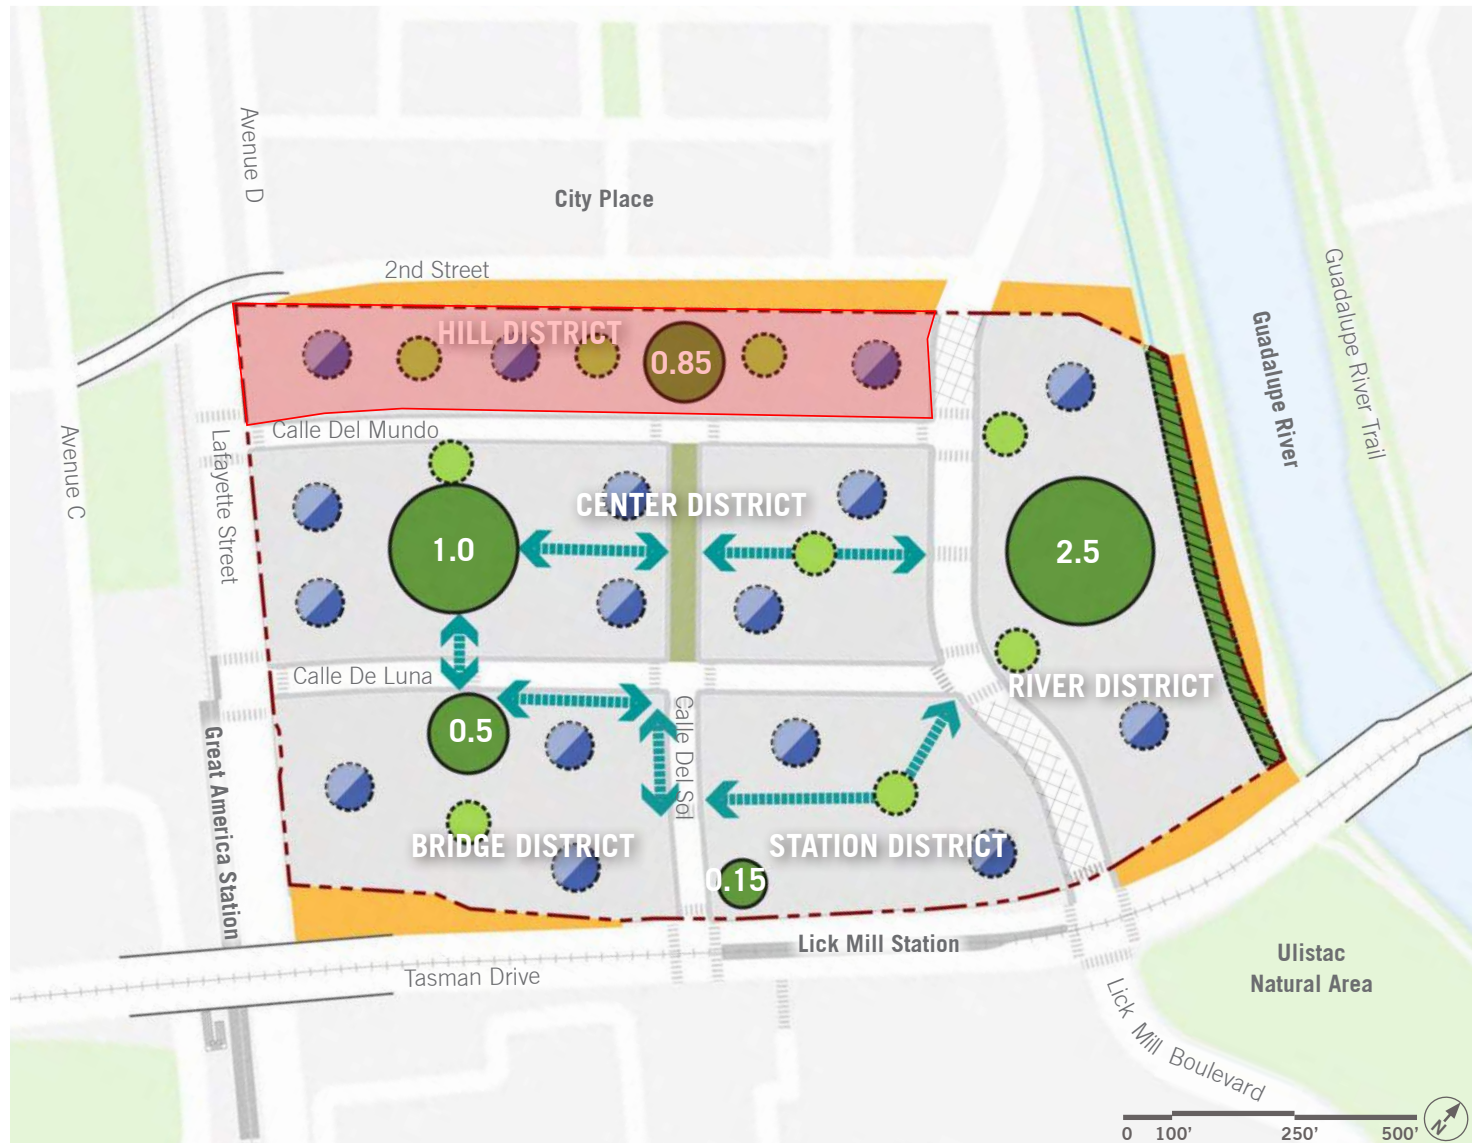 Avenue D
City Place
2nd Street
Guadalupe River Trail
Guadalupe River
HILL DISTRICT
0.85
Avenue C
Lafayette Street
Calle Del Mundo
CENTER DISTRICT
1.0
2.5
Calle De Luna
RIVER DISTRICT
0.5
Calle Del Sol
Great America Station
BRIDGE DISTRICT
STATION DISTRICT
0.15
Lick Mill Station
Tasman Drive
Ulistac
Natural Area
Lick Mill Boulevard
0 100' 250' 500'
N